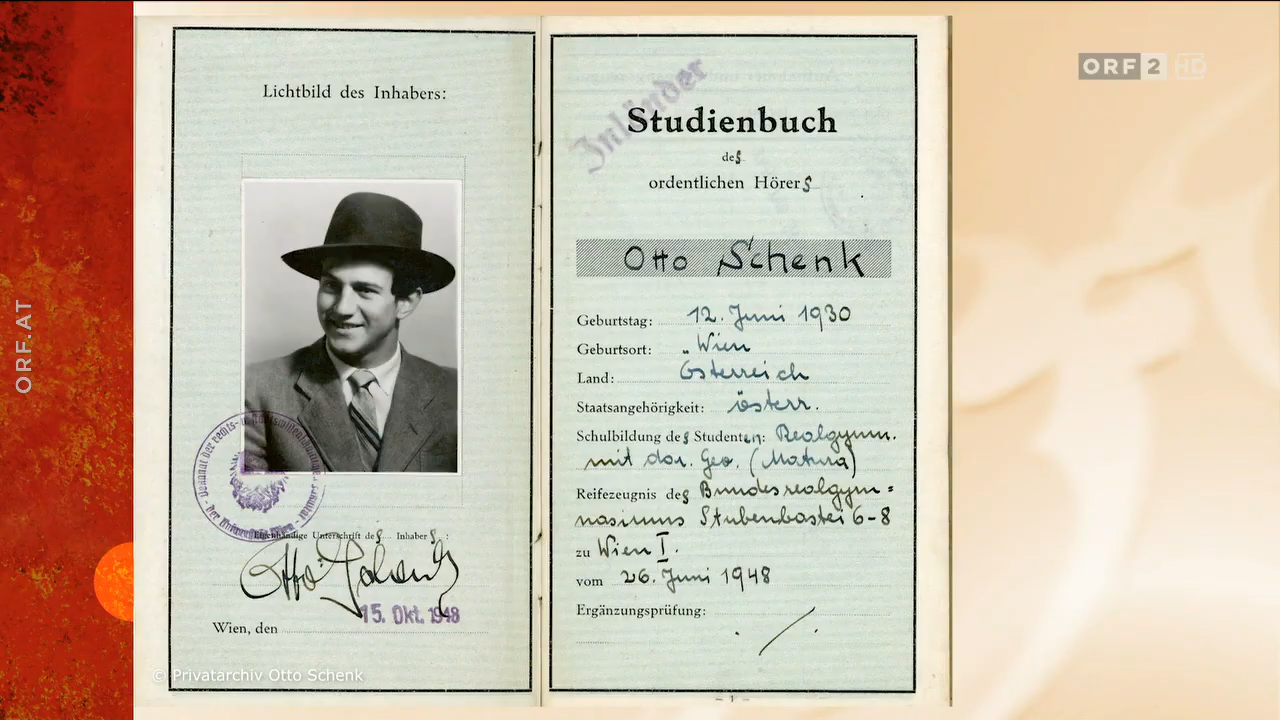 ORF 2 HD
ORF.AT
Lichtbild des Inhabers:
Eigenhändige Unterschrift des Inhabers:
Otto Schenk
15. Okt. 1948
Wien, den
© Privatarchiv Otto Schenk
Inländer
Studienbuch
des
ordentlichen Hörers
Otto Schenk
Geburtstag: 12. Juni 1930
Geburtsort: Wien
Land: Österreich
Staatsangehörigkeit: österr.
Schulbildung des Studenten: Realgymn.
mit dar. Geo. (Matura)
Reifezeugnis des Bundesrealgym=
nasiums Stubenbastei 6-8
zu Wien I.
vom 26. Juni 1948
Ergänzungsprüfung:
- 1 -